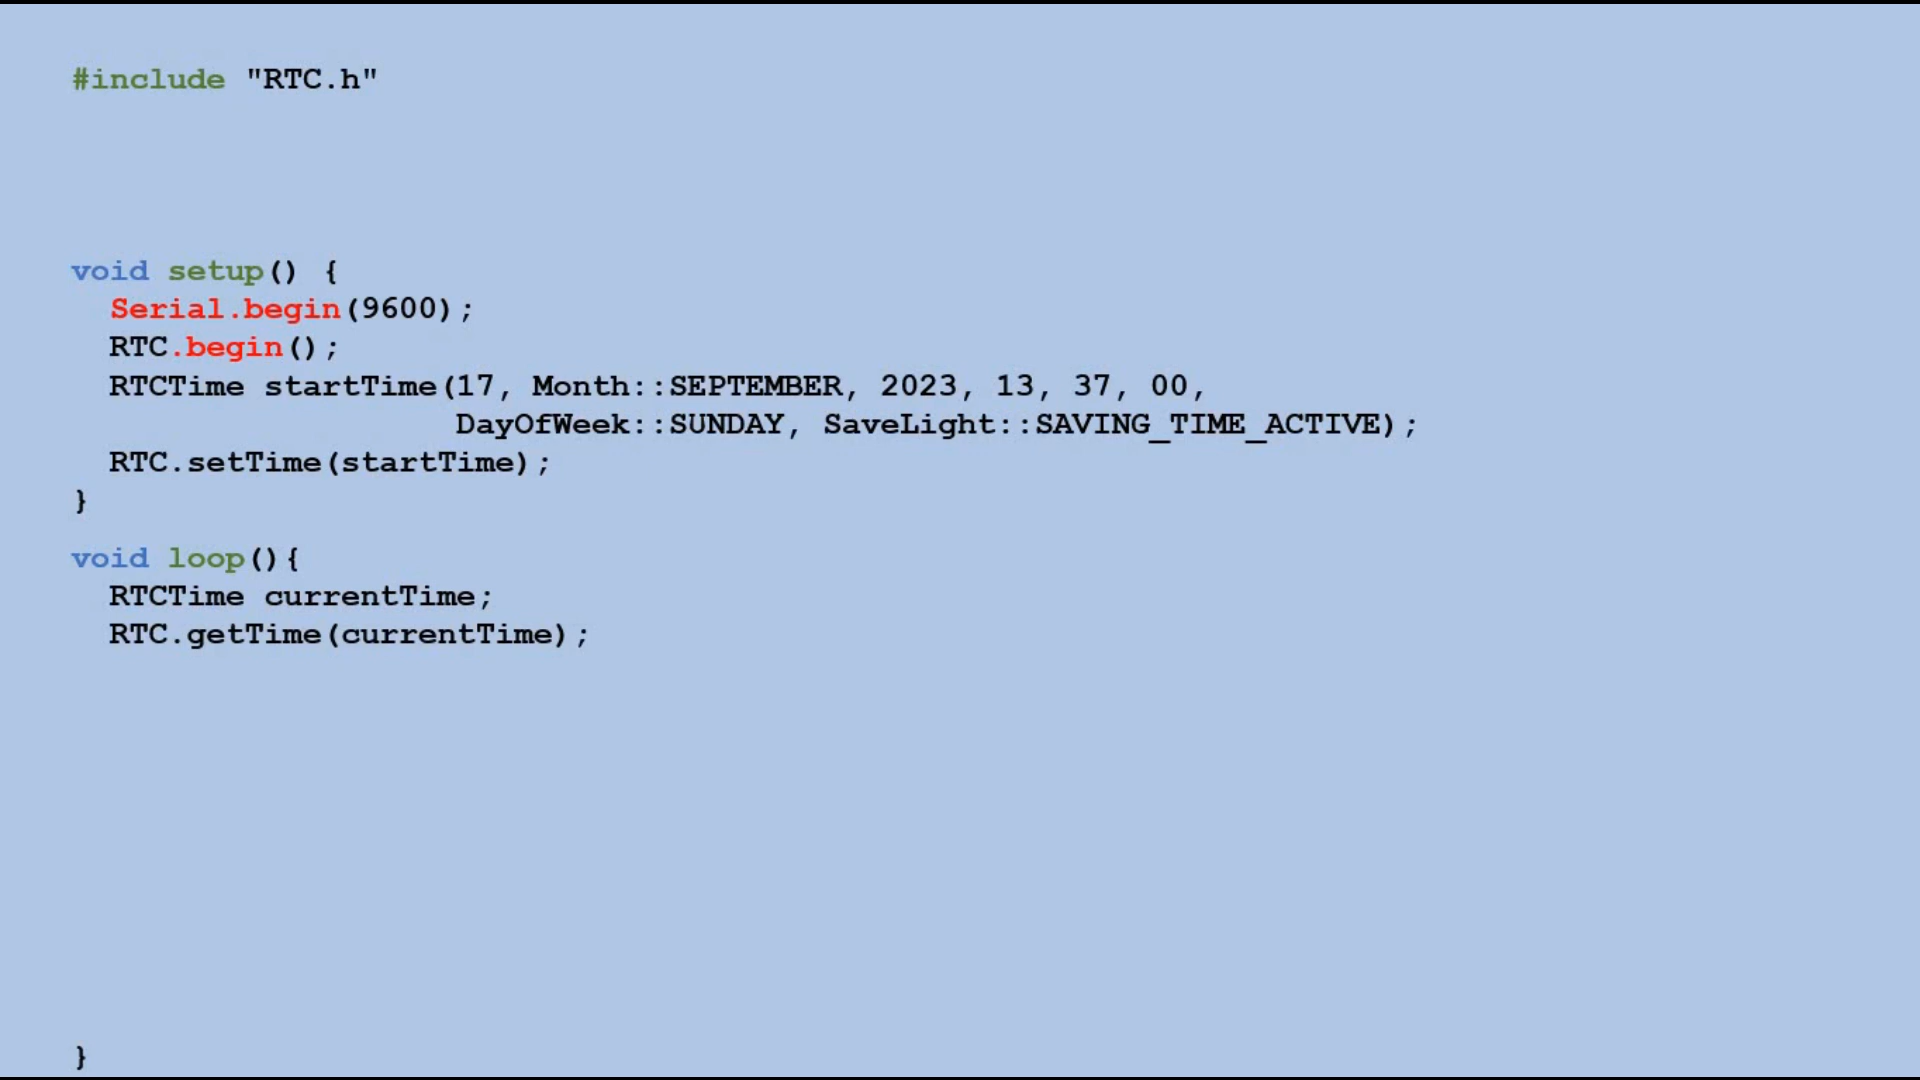 #include "RTC.h"
void setup() {
Serial.begin(9600);
RTC.begin();
RTCTime startTime(17, Month::SEPTEMBER, 2023, 13, 37, 00,
DayOfWeek::SUNDAY, SaveLight::SAVING_TIME_ACTIVE);
RTC.setTime(startTime);
}
void loop(){
RTCTime currentTime;
RTC.getTime(currentTime);
}